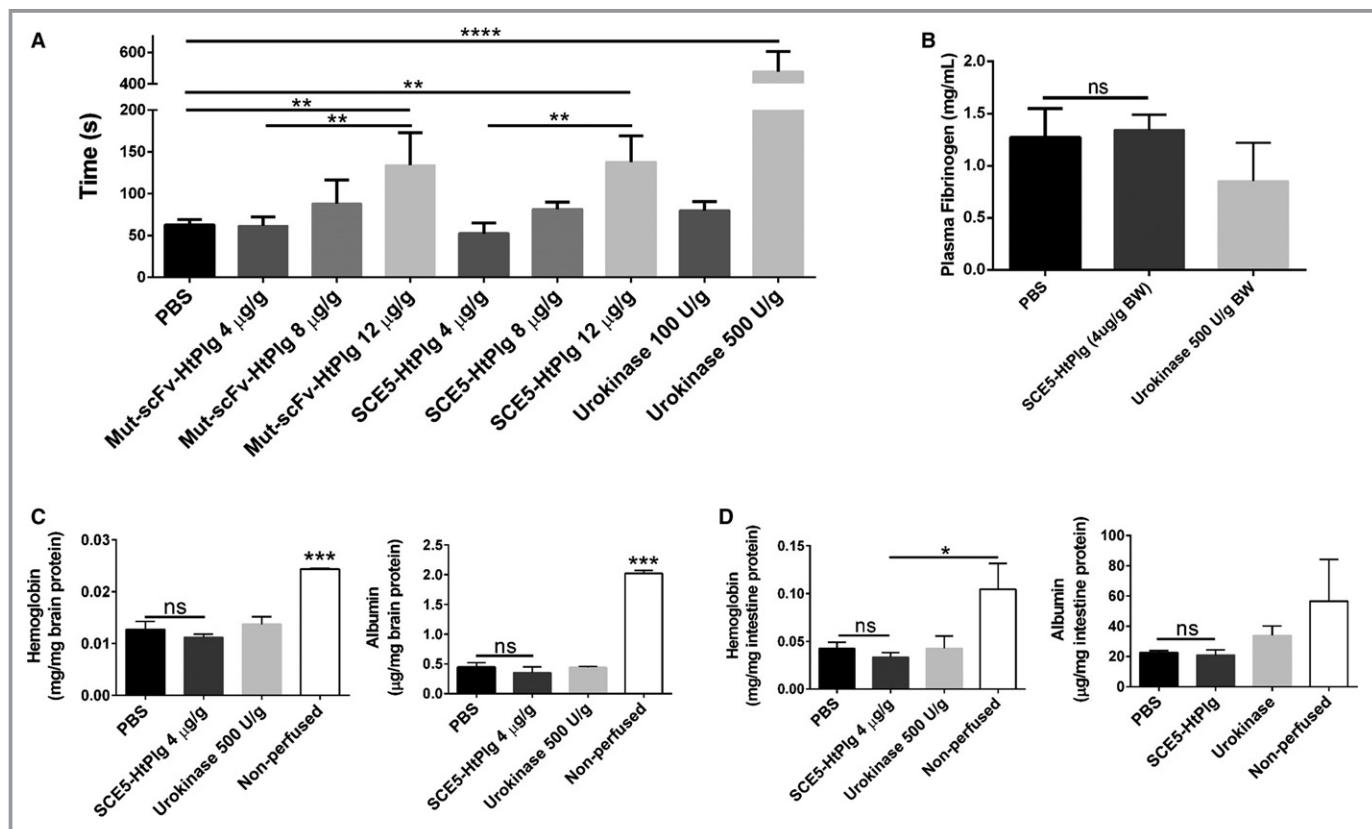 A
****
600
400
**
**
**
**
200
150
100
50
0
Time (s)
PBS
Mut-scFv-HtPlg 4 μg/g
Mut-scFv-HtPlg 8 μg/g
Mut-scFv-HtPlg 12 μg/g
SCE5-HtPlg 4 μg/g
SCE5-HtPlg 8 μg/g
SCE5-HtPlg 12 μg/g
Urokinase 100 U/g
Urokinase 500 U/g
B
2.0
1.5
1.0
0.5
0.0
Plasma Fibrinogen (mg/mL)
ns
PBS
SCE5-HtPlg (4ug/g BW)
Urokinase 500 U/g BW
C
0.03
0.02
0.01
0.00
Hemoglobin
(mg/mg brain protein)
ns
***
PBS
SCE5-HtPlg 4 μg/g
Urokinase 500 U/g
Non-perfused
2.5
2.0
1.5
1.0
0.5
0.0
Albumin
(μg/mg brain protein)
ns
***
PBS
SCE5-HtPlg 4 μg/g
Urokinase 500 U/g
Non-perfused
D
0.15
0.10
0.05
0.00
Hemoglobin
(mg/mg intestine protein)
ns
*
PBS
SCE5-HtPlg 4 μg/g
Urokinase 500 U/g
Non-perfused
100
80
60
40
20
0
Albumin
(μg/mg intestine protein)
ns
PBS
SCE5-HtPlg
Urokinase
Non-perfused